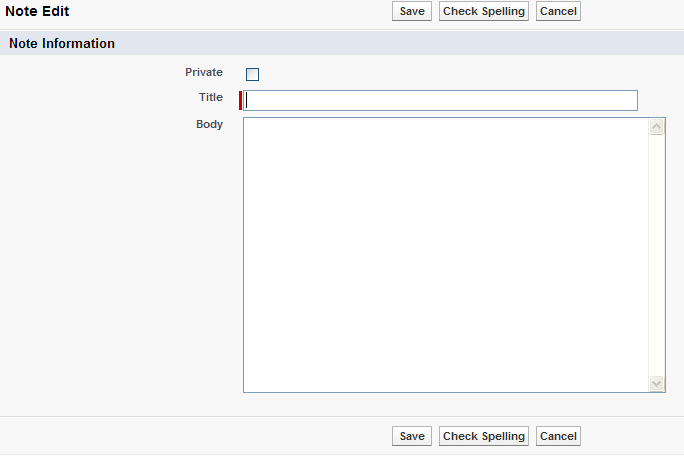 Note Edit Save Check Spelling Cancel
Note Information
Private
Title
Body
Save Check Spelling Cancel